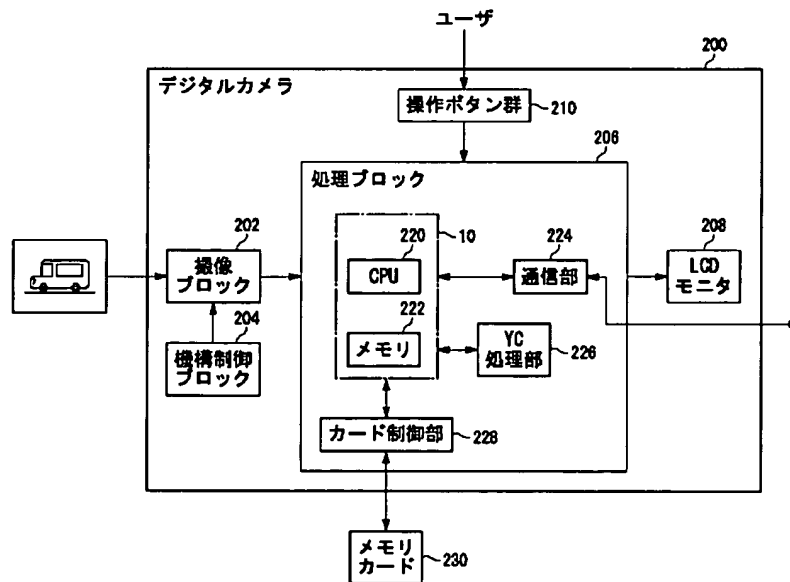 ユーザ
200
デジタルカメラ
操作ボタン群
210
206
処理ブロック
10
202
撮像
ブロック
220
CPU
224
通信部
208
LCD
モニタ
204
機構制御
ブロック
222
メモリ
YC
処理部
226
カード制御部
228
メモリ
カード
230